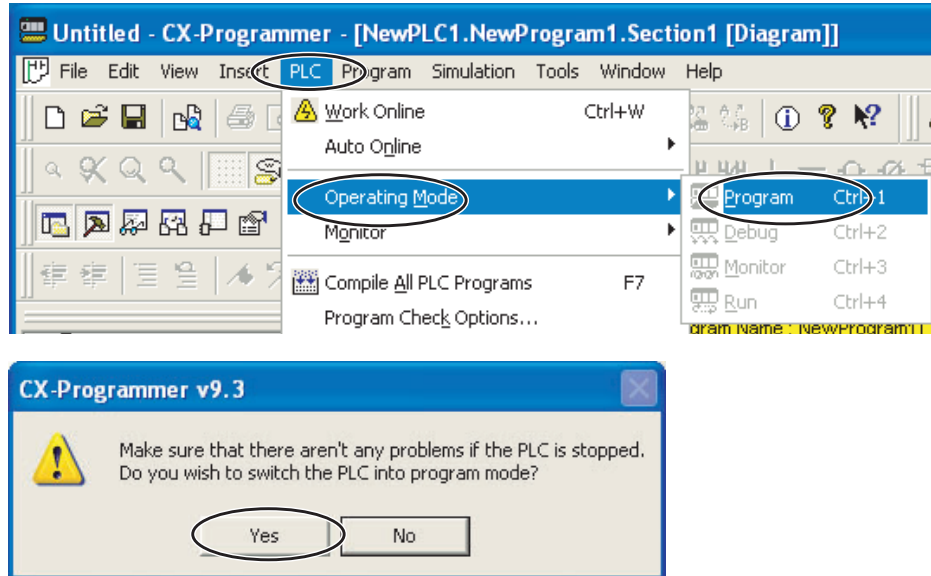 Untitled - CX-Programmer - [NewPLC1.NewProgram1.Section1 [Diagram]]
File Edit View Insert PLC Program Simulation Tools Window Help
Work Online Ctrl+W
Auto Online
Operating Mode
Program Ctrl+1
Monitor
Debug Ctrl+2
Monitor Ctrl+3
Compile All PLC Programs F7
Run Ctrl+4
Program Check Options...
gram Name : NewProgram1]
CX-Programmer v9.3
Make sure that there aren't any problems if the PLC is stopped.
Do you wish to switch the PLC into program mode?
Yes No